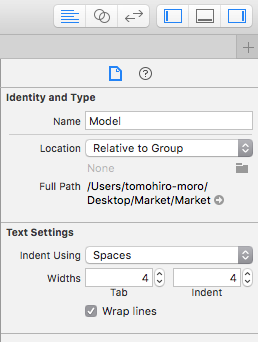 Identity and Type
Name Model
Location Relative to Group
None
Full Path /Users/tomohiro-moro/
Desktop/Market/Market
Text Settings
Indent Using Spaces
Widths 4 4
Tab Indent
Wrap lines